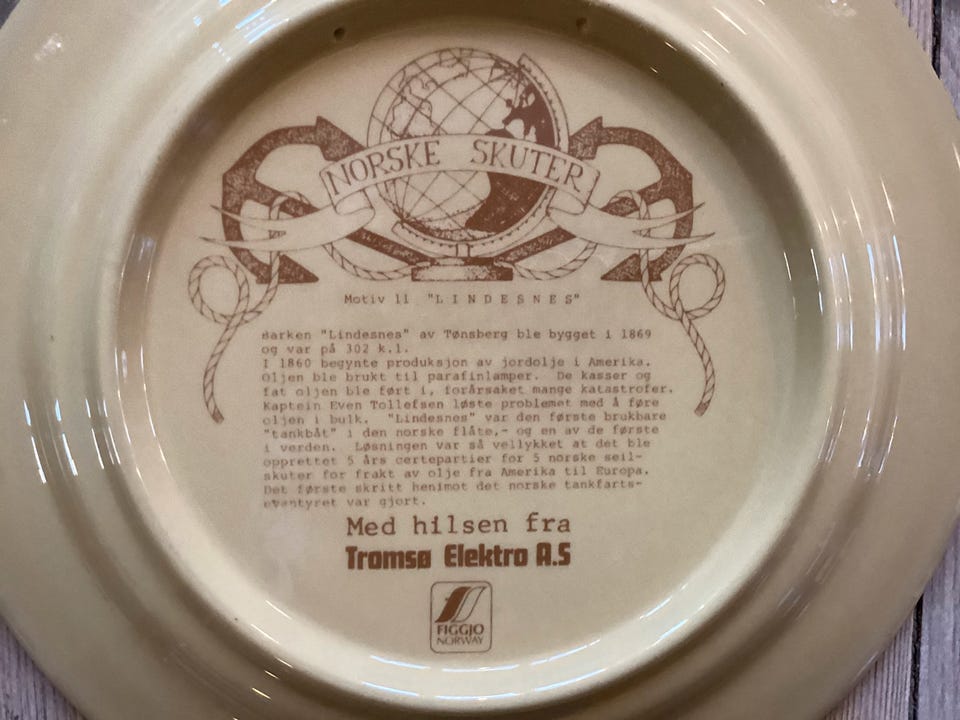 NORSKE SKUTER
Motiv 11 "LINDESNES"
Barken "Lindesnes" av Tønsberg ble bygget i 1869
og var på 302 k.l.
I 1860 begynte produksjon av jordolje i Amerika.
Oljen ble brukt til parafinlamper. De kasser og
fat oljen ble ført i, forårsaket mange katastrofer.
Kaptein Even Tollefsen løste problemet med å føre
oljen i bulk. "Lindesnes" var den første brukbare
"tankbåt" i den norske flåte,- og en av de første
i verden. Løsningen var så vellykket at det ble
opprettet 5 års certepartier for 5 norske seil-
skuter for frakt av olje fra Amerika til Europa.
Det første skritt henimot det norske tankfarts-
eventyret var gjort.
Med hilsen fra
Tromsø Elektro A.S
FIGGJO
NORWAY